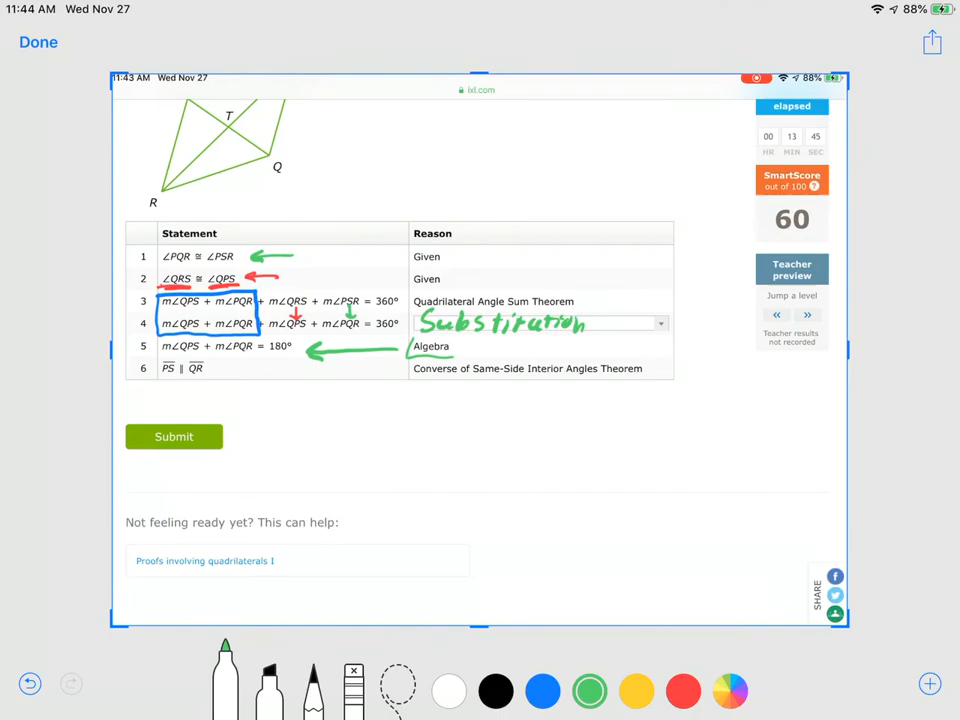 11:44 AM Wed Nov 27 88%
Done
11:43 AM Wed Nov 27 88%
ixl.com
T
Q
R
elapsed
00 13 45
HR MIN SEC
SmartScore
out of 100 ?
60
Teacher
preview
Jump a level
« »
Teacher results
not recorded
Statement Reason
1 ∠PQR ≅ ∠PSR Given
2 ∠QRS ≅ ∠QPS Given
3 m∠QPS + m∠PQR + m∠QRS + m∠PSR = 360° Quadrilateral Angle Sum Theorem
4 m∠QPS + m∠PQR + m∠QPS + m∠PQR = 360° Substitution
5 m∠QPS + m∠PQR = 180° Algebra
6 PS ∥ QR Converse of Same-Side Interior Angles Theorem
Submit
Not feeling ready yet? This can help:
Proofs involving quadrilaterals I
SHARE